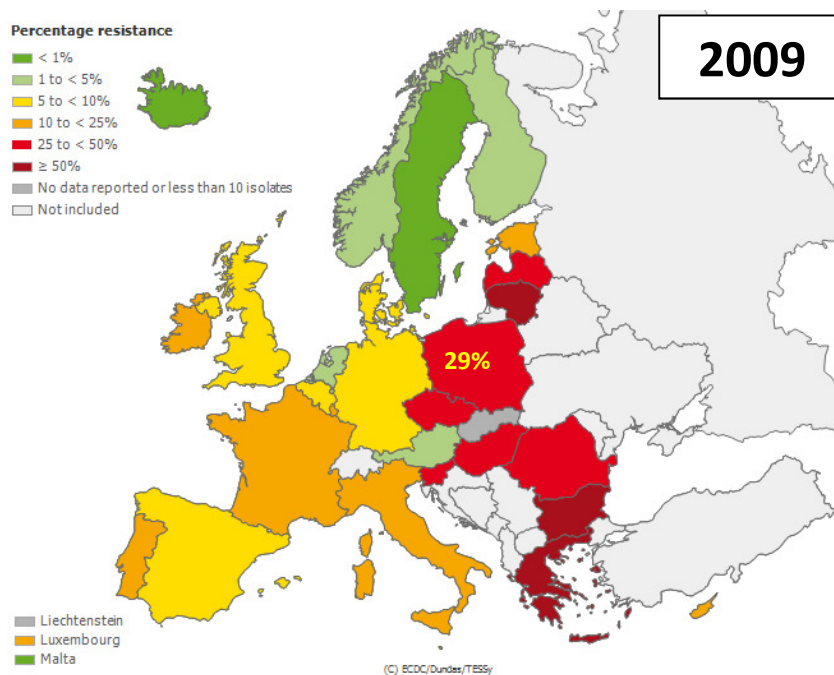 2009
Percentage resistance
< 1%
1 to < 5%
5 to < 10%
10 to < 25%
25 to < 50%
≥ 50%
No data reported or less than 10 isolates
Not included
29%
Liechtenstein
Luxembourg
Malta
(C) ECDC/Dundas/TESSy